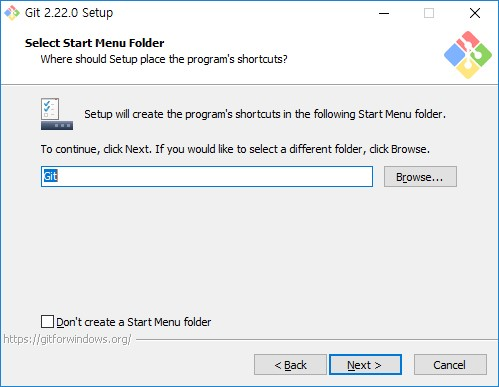 Git 2.22.0 Setup
Select Start Menu Folder
Where should Setup place the program's shortcuts?
Setup will create the program's shortcuts in the following Start Menu folder.
To continue, click Next. If you would like to select a different folder, click Browse.
Git
Browse...
Don't create a Start Menu folder
https://gitforwindows.org/
< Back
Next >
Cancel